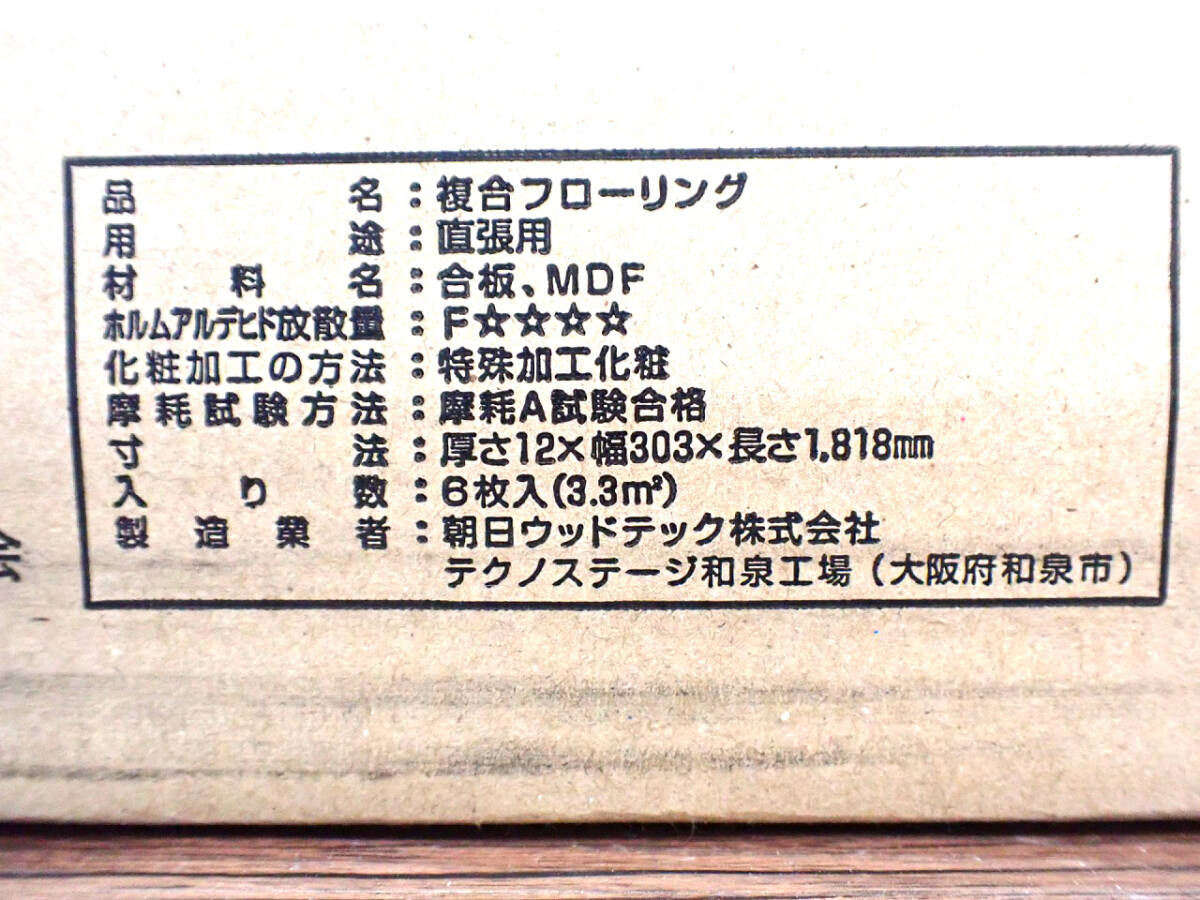 品名：複合フローリング
用途：直張用
材料名：合板、MDF
ホルムアルデヒド放散量：F☆☆☆☆
化粧加工の方法：特殊加工化粧
摩耗試験方法：摩耗A試験合格
寸法：厚さ12×幅303×長さ1,818mm
入り数：6枚入(3.3㎡)
製造業者：朝日ウッドテック株式会社
テクノステージ和泉工場（大阪府和泉市）